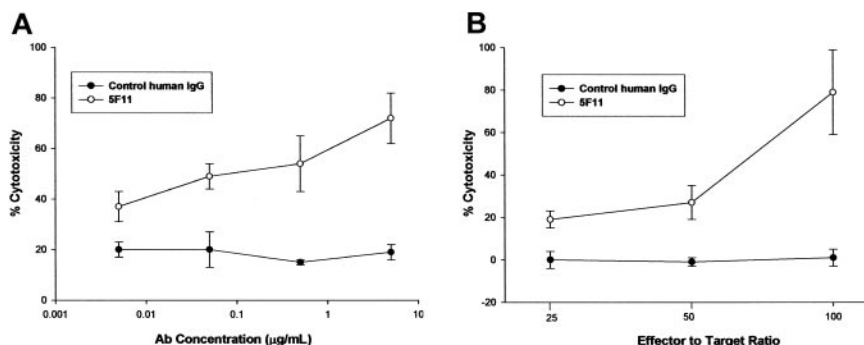 A
100
80
60
40
20
0
% Cytotoxicity
Control human IgG
5F11
0.001
0.01
0.1
1
10
Ab Concentration (μg/mL)
B
100
80
60
40
20
0
-20
% Cytotoxicity
Control human IgG
5F11
25
50
100
Effector to Target Ratio